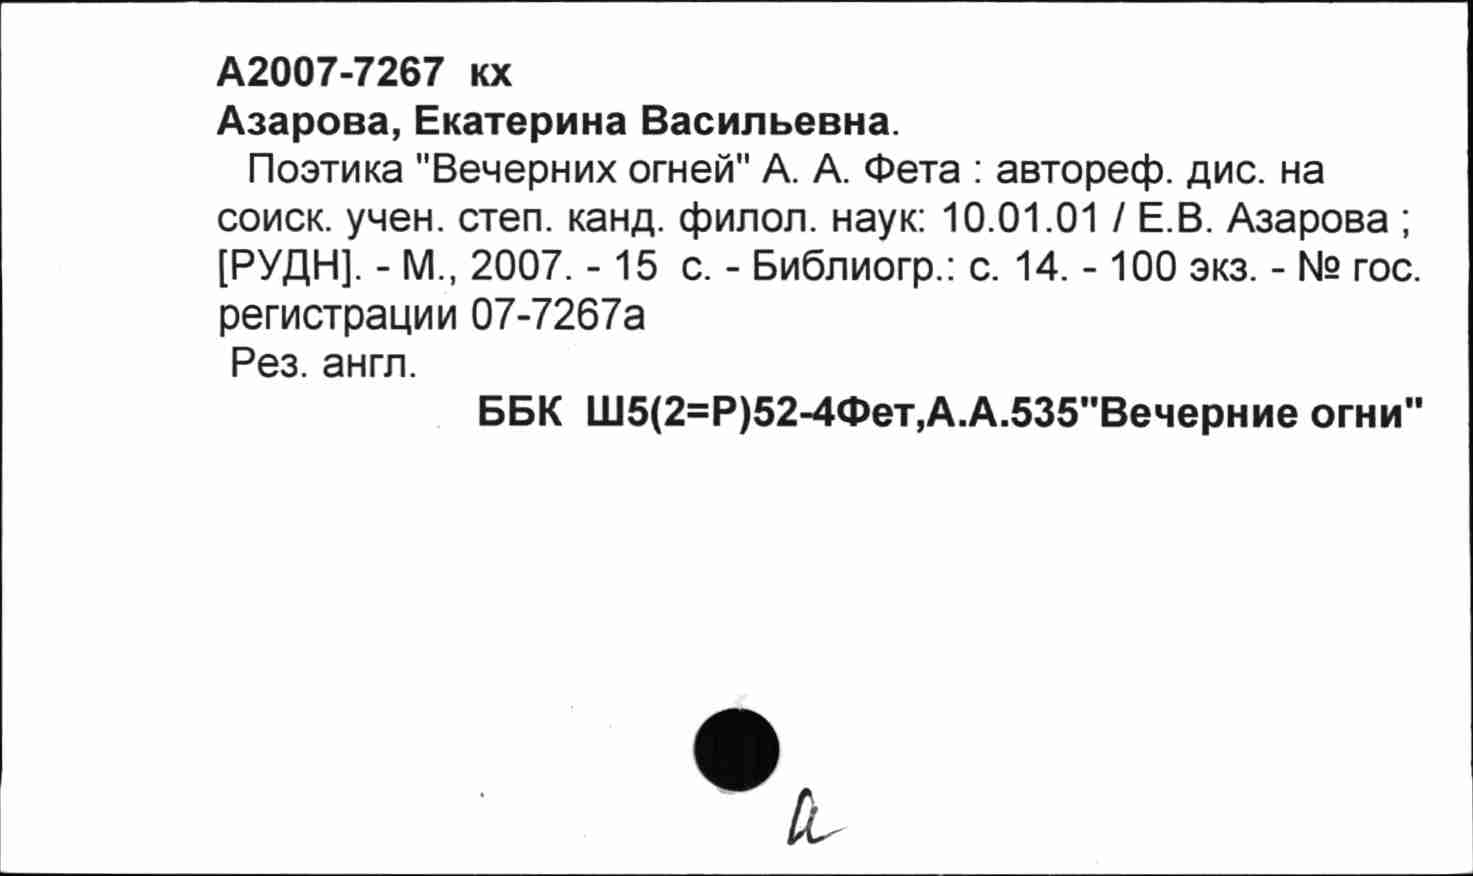 А2007-7267 кх
Азарова, Екатерина Васильевна.
Поэтика "Вечерних огней" А. А. Фета : автореф. дис. на
соиск. учен. степ. канд. филол. наук: 10.01.01 / Е.В. Азарова ;
[РУДН]. - М., 2007. - 15 с. - Библиогр.: с. 14. - 100 экз. - № гос.
регистрации 07-7267а
Рез. англ.
ББК Ш5(2=Р)52-4Фет,А.А.535"Вечерние огни"
а